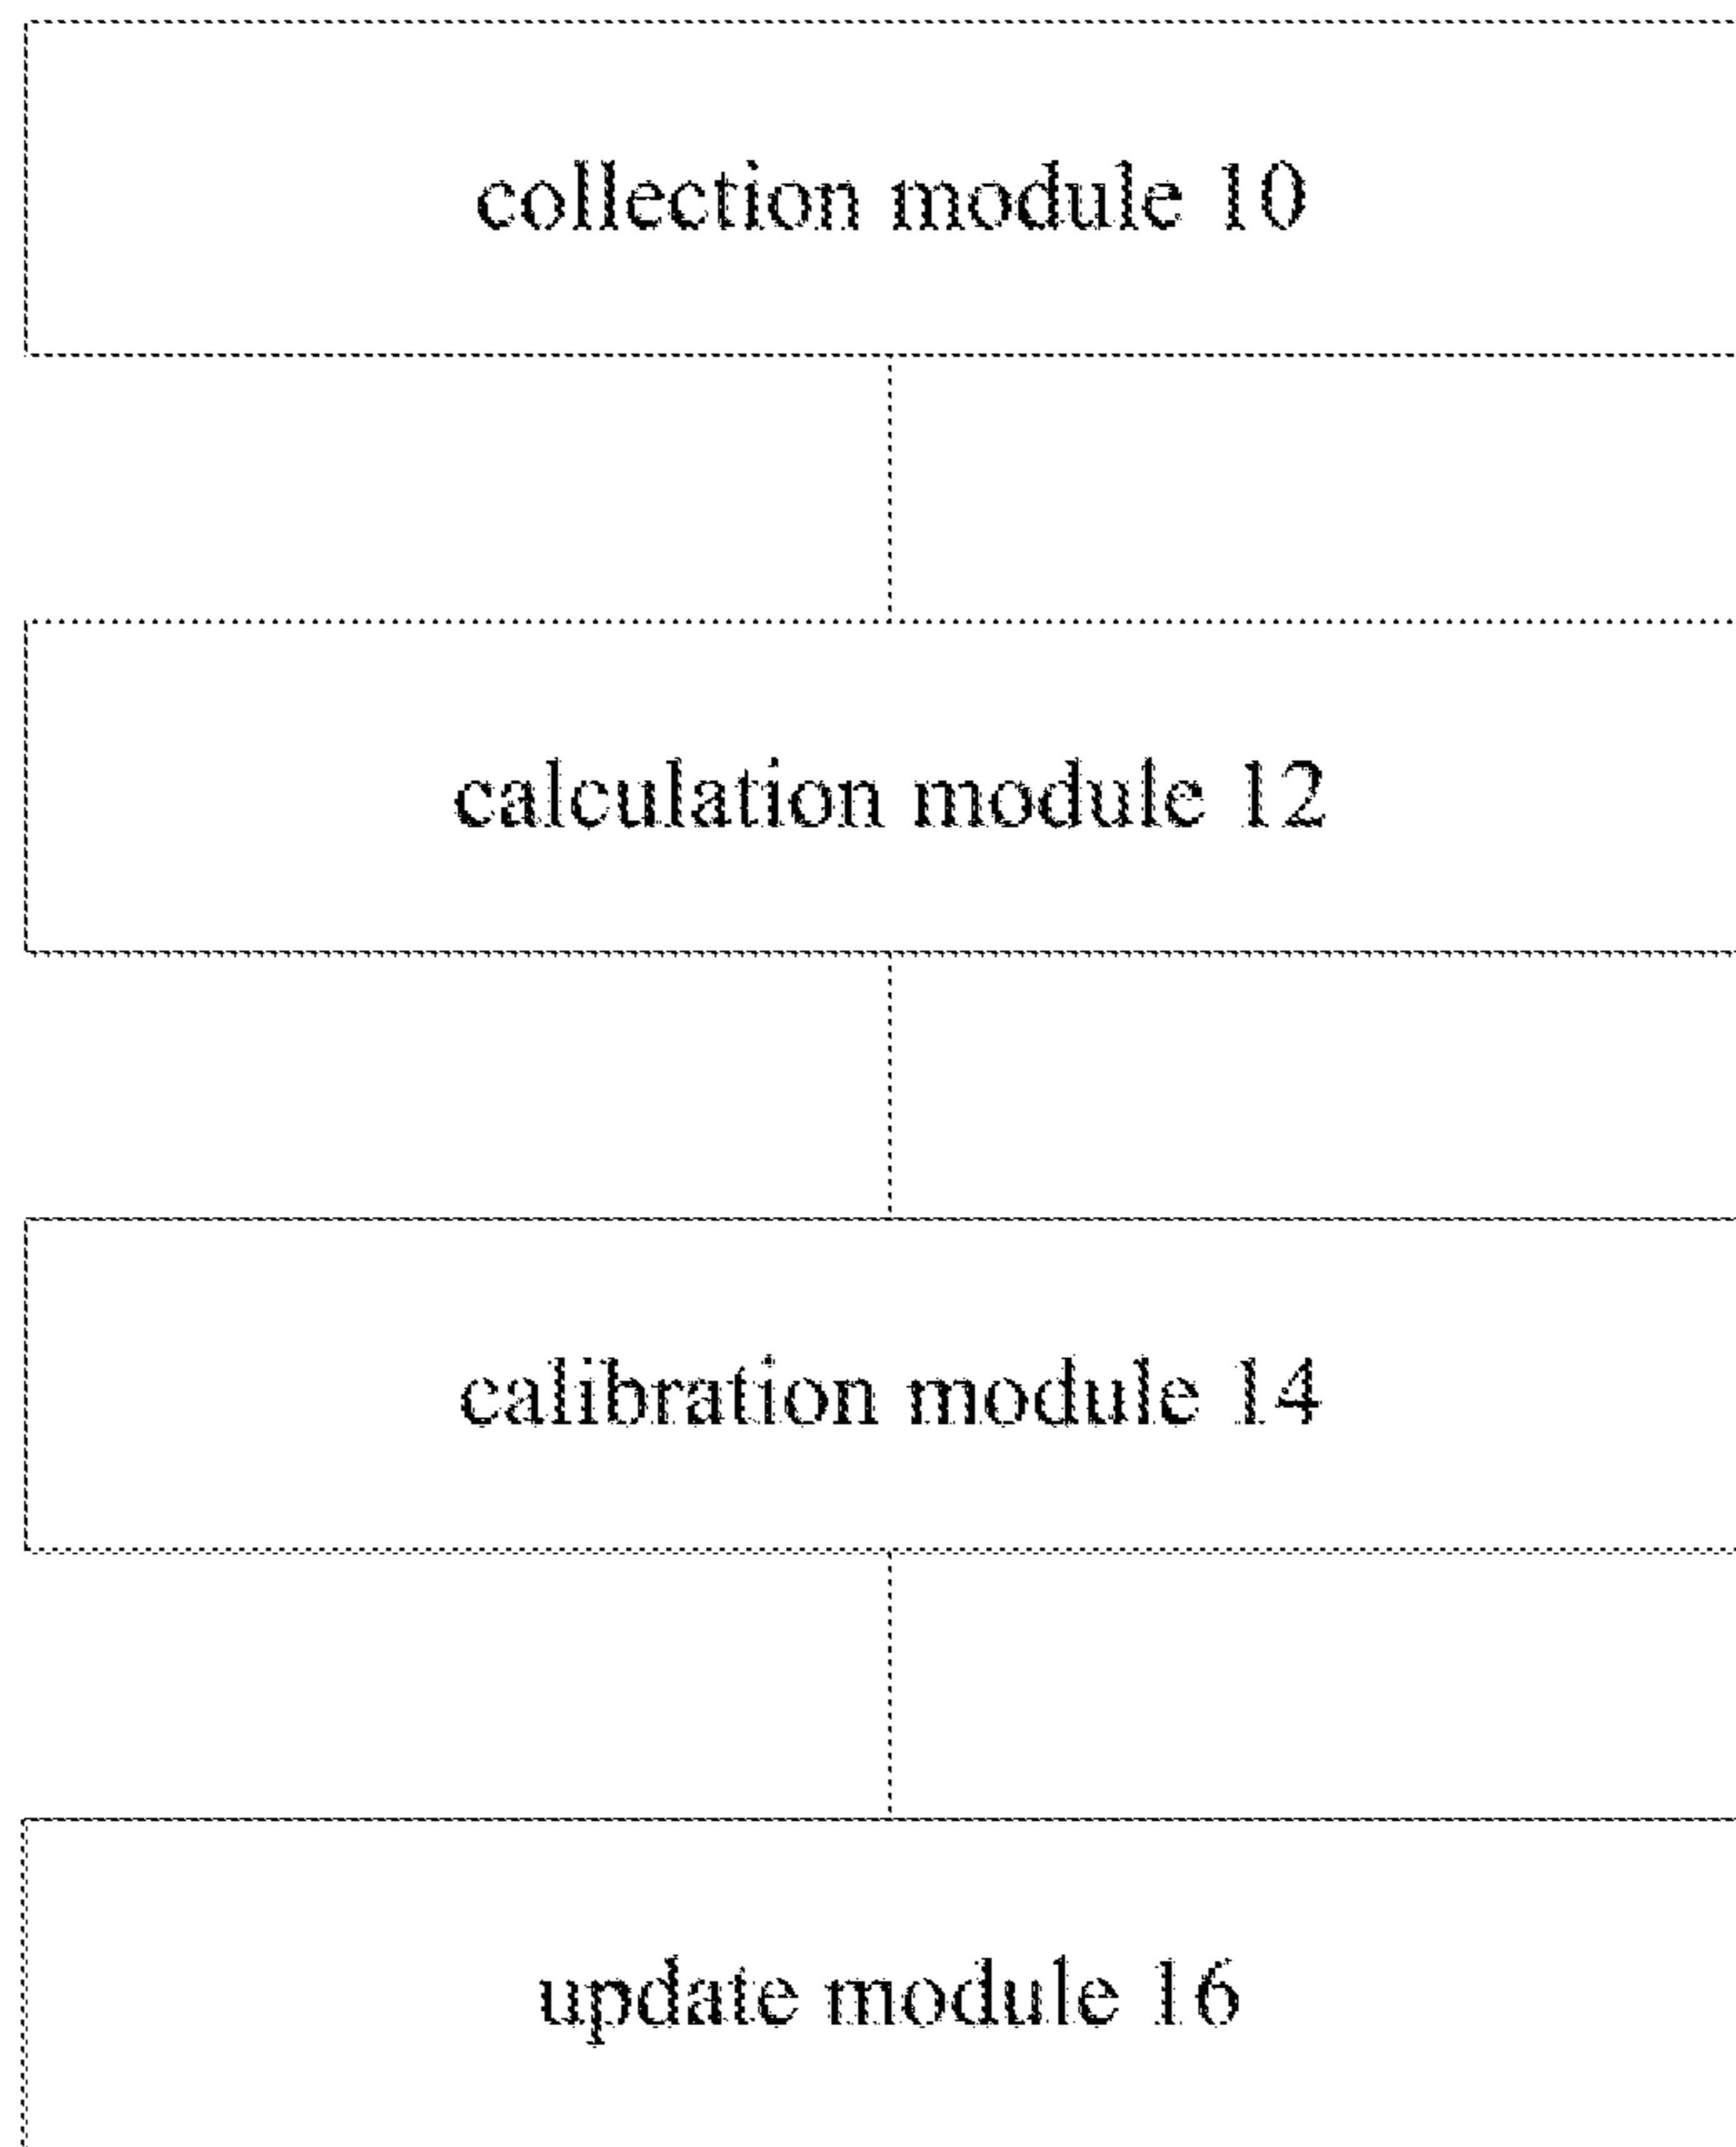 collection module 10
calculation module 12
calibration module 14
update module 16